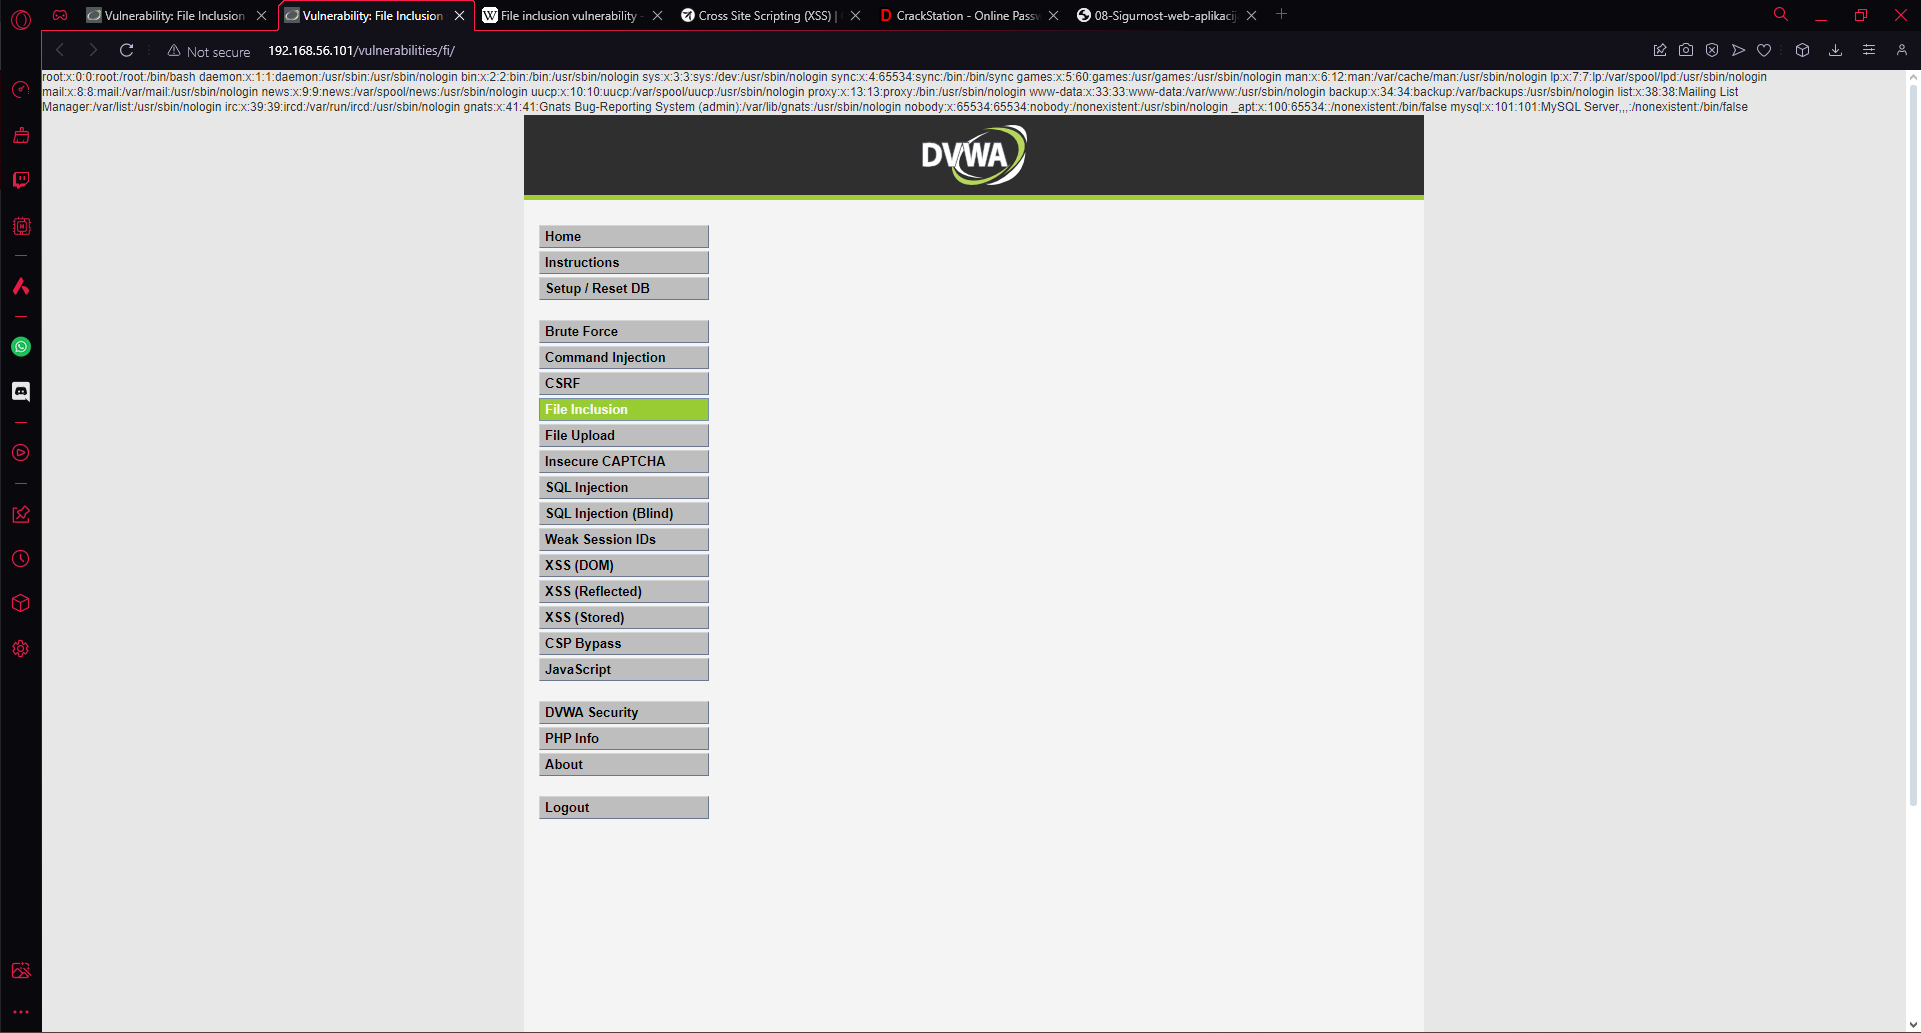 Vulnerability: File Inclusion
Vulnerability: File Inclusion
File inclusion vulnerability -
Cross Site Scripting (XSS) |
CrackStation - Online Passw
08-Sigurnost-web-aplikacij
Not secure
192.168.56.101/vulnerabilities/fi/
root:x:0:0:root:/root:/bin/bash daemon:x:1:1:daemon:/usr/sbin:/usr/sbin/nologin bin:x:2:2:bin:/bin:/usr/sbin/nologin sys:x:3:3:sys:/dev:/usr/sbin/nologin sync:x:4:65534:sync:/bin:/bin/sync games:x:5:60:games:/usr/games:/usr/sbin/nologin man:x:6:12:man:/var/cache/man:/usr/sbin/nologin lp:x:7:7:lp:/var/spool/lpd:/usr/sbin/nologin
mail:x:8:8:mail:/var/mail:/usr/sbin/nologin news:x:9:9:news:/var/spool/news:/usr/sbin/nologin uucp:x:10:10:uucp:/var/spool/uucp:/usr/sbin/nologin proxy:x:13:13:proxy:/bin:/usr/sbin/nologin www-data:x:33:33:www-data:/var/www:/usr/sbin/nologin backup:x:34:34:backup:/var/backups:/usr/sbin/nologin list:x:38:38:Mailing List
Manager:/var/list:/usr/sbin/nologin irc:x:39:39:ircd:/var/run/ircd:/usr/sbin/nologin gnats:x:41:41:Gnats Bug-Reporting System (admin):/var/lib/gnats:/usr/sbin/nologin nobody:x:65534:65534:nobody:/nonexistent:/usr/sbin/nologin _apt:x:100:65534::/nonexistent:/bin/false mysql:x:101:101:MySQL Server,,,:/nonexistent:/bin/false
DVWA
Home
Instructions
Setup / Reset DB
Brute Force
Command Injection
CSRF
File Inclusion
File Upload
Insecure CAPTCHA
SQL Injection
SQL Injection (Blind)
Weak Session IDs
XSS (DOM)
XSS (Reflected)
XSS (Stored)
CSP Bypass
JavaScript
DVWA Security
PHP Info
About
Logout